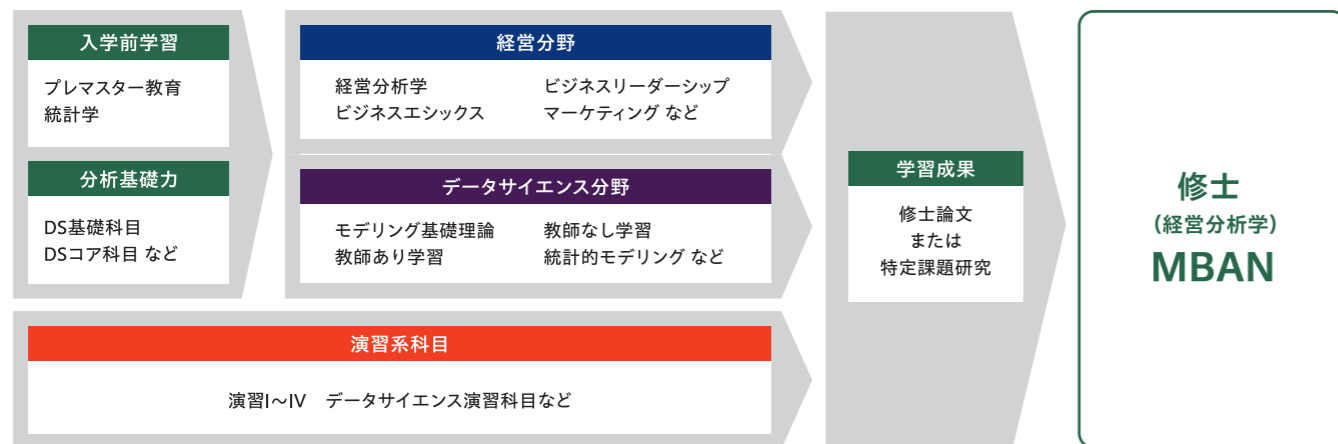 入学前学習
プレマスター教育
統計学
分析基礎力
DS基礎科目
DSコア科目 など
経営分野
経営分析学
ビジネスリーダーシップ
ビジネスエシックス
マーケティング など
データサイエンス分野
モデリング基礎理論
教師なし学習
教師あり学習
統計的モデリング など
演習系科目
演習I〜IV　データサイエンス演習科目など
学習成果
修士論文
または
特定課題研究
修士
（経営分析学）
MBAN